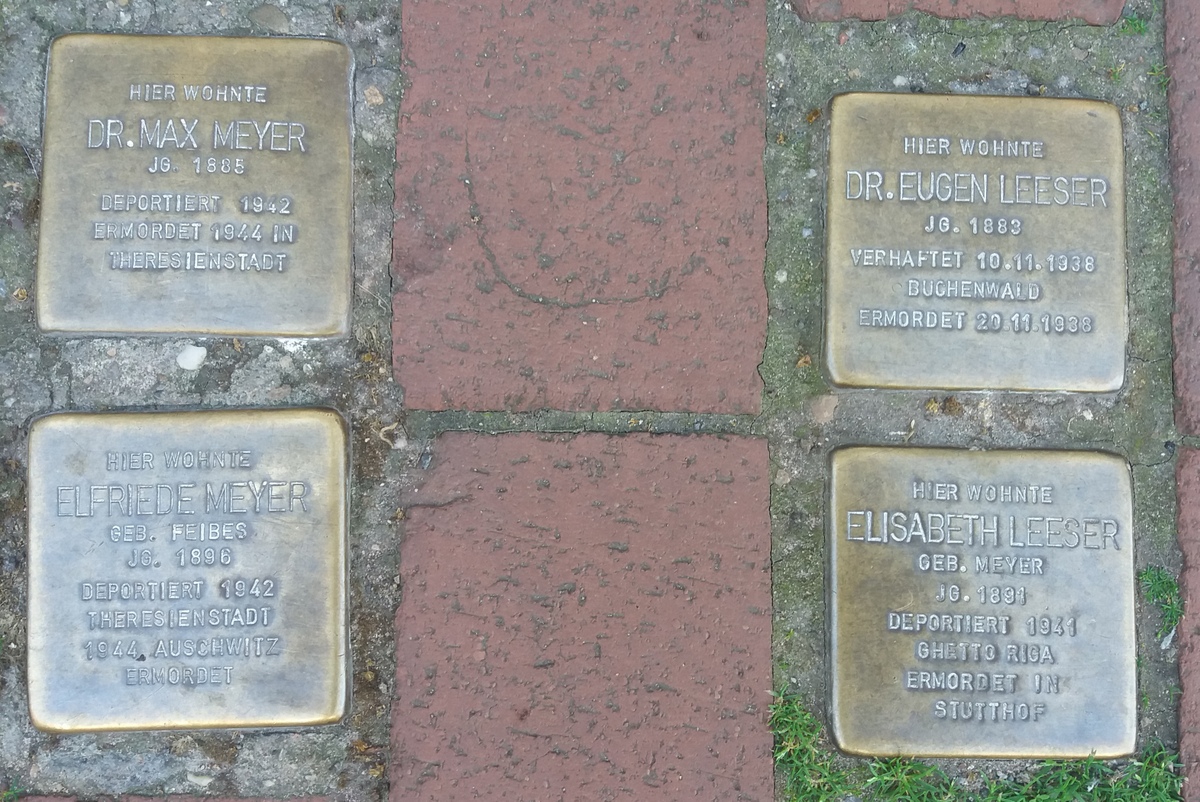 HIER WOHNTE
DR. MAX MEYER
JG. 1885
DEPORTIERT 1942
ERMORDET 1944 IN
THERESIENSTADT
HIER WOHNTE
ELFRIEDE MEYER
GEB. FEIBES
JG. 1896
DEPORTIERT 1942
THERESIENSTADT
1944 AUSCHWITZ
ERMORDET
HIER WOHNTE
DR. EUGEN LEESER
JG. 1883
VERHAFTET 10.11.1938
BUCHENWALD
ERMORDET 20.11.1938
HIER WOHNTE
ELISABETH LEESER
GEB. MEYER
JG. 1891
DEPORTIERT 1941
GHETTO RIGA
ERMORDET IN
STUTTHOF